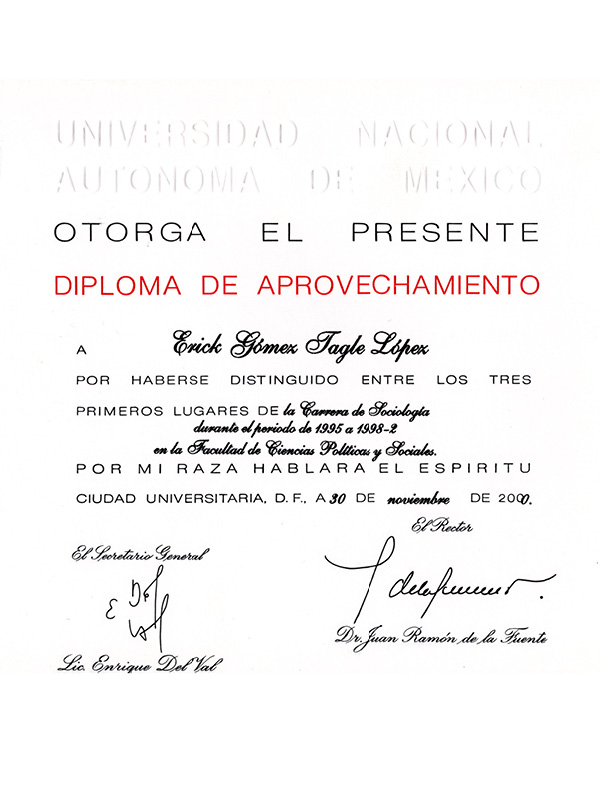 UNIVERSIDAD NACIONAL
AUTONOMA DE MEXICO
OTORGA EL PRESENTE
DIPLOMA DE APROVECHAMIENTO
A Erick Gómez Tagle López
POR HABERSE DISTINGUIDO ENTRE LOS TRES
PRIMEROS LUGARES DE la Carrera de Sociología
durante el periodo de 1995 a 1998-2
en la Facultad de Ciencias Políticas y Sociales.
POR MI RAZA HABLARA EL ESPIRITU
CIUDAD UNIVERSITARIA, D. F., A 30 DE noviembre DE 2000.
El Rector
El Secretario General
Dr. Juan Ramón de la Fuente
Lic. Enrique Del Val